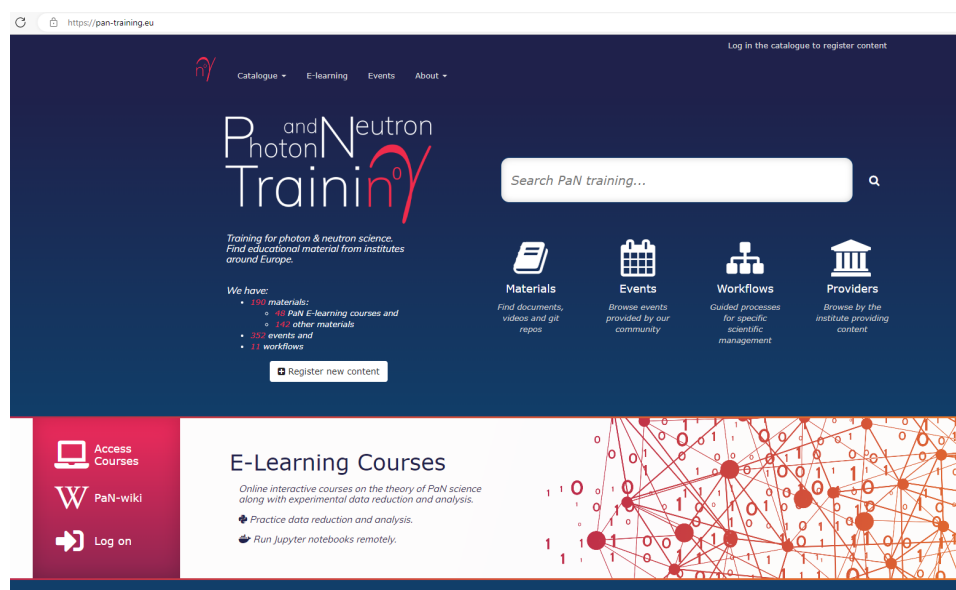 https://pan-training.eu
Log in the catalogue to register content
n⁰γ
Catalogue
E-learning
Events
About
Photon and Neutron
Training
Search PaN training...
Training for photon & neutron science.
Find educational material from institutes
around Europe.
We have:
190 materials:
48 PaN E-learning courses and
142 other materials
352 events and
11 workflows
Register new content
Materials
Find documents,
videos and git
repos
Events
Browse events
provided by our
community
Workflows
Guided processes
for specific
scientific
management
Providers
Browse by the
institute providing
content
Access
Courses
W PaN-wiki
Log on
E-Learning Courses
Online interactive courses on the theory of PaN science
along with experimental data reduction and analysis.
Practice data reduction and analysis.
Run Jupyter notebooks remotely.